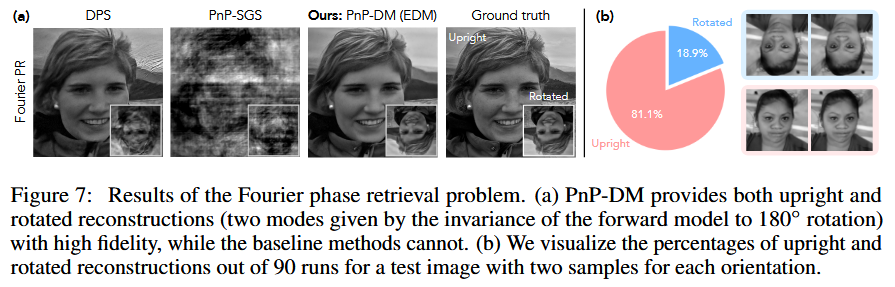 (a) DPS PnP-SGS Ours: PnP-DM (EDM) Ground truth (b)
Fourier PR
Upright
Rotated
Rotated
18.9%
81.1%
Upright
Figure 7: Results of the Fourier phase retrieval problem. (a) PnP-DM provides both upright and
rotated reconstructions (two modes given by the invariance of the forward model to 180° rotation)
with high fidelity, while the baseline methods cannot. (b) We visualize the percentages of upright and
rotated reconstructions out of 90 runs for a test image with two samples for each orientation.